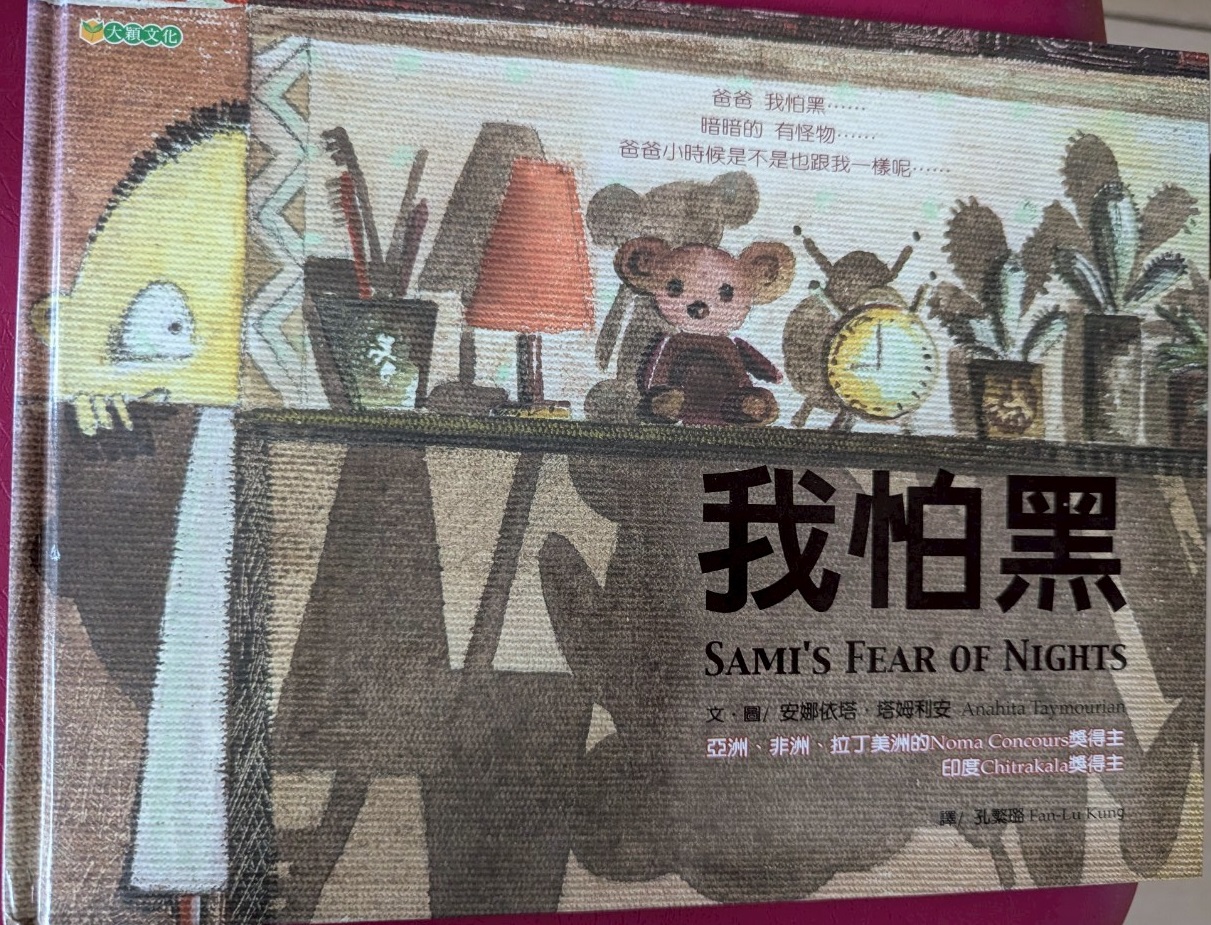 大穎文化
爸爸 我怕黑……
暗暗的 有怪物……
爸爸小時候是不是也跟我一樣呢……
我怕黑
SAMI'S FEAR OF NIGHTS
文・圖/ 安娜依塔・塔姆利安 Anahita Taymourian
亞洲、非洲、拉丁美洲的Noma Concours獎得主
印度Chitrakala獎得主
譯/ 孔繁璐 Fan-Lu Kung